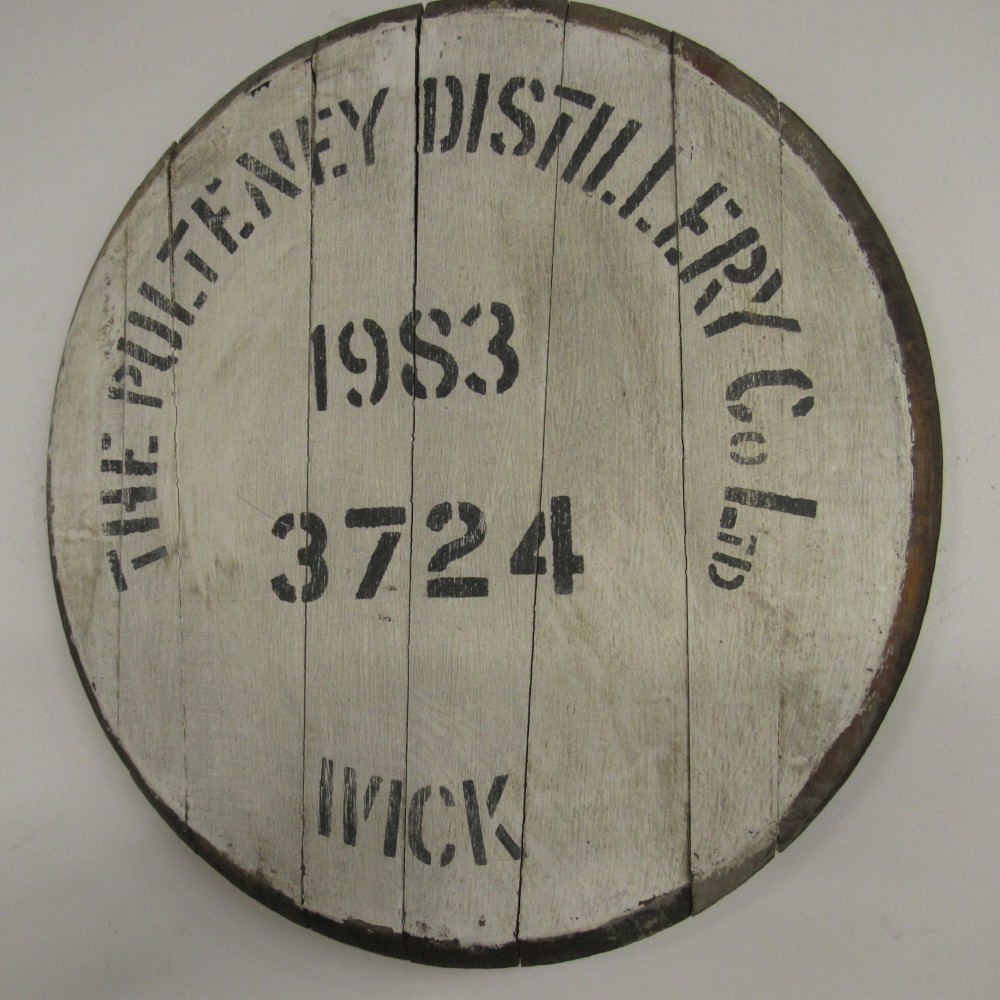 THE PULTENEY DISTILLERY Co LTD
1983
3724
WICK